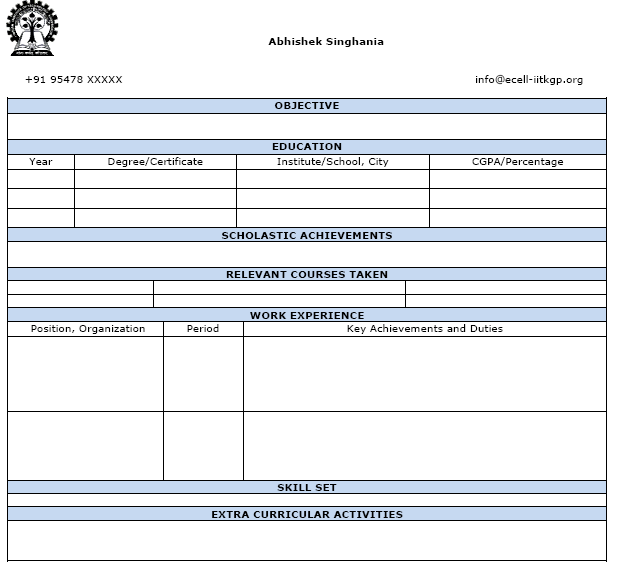 Abhishek Singhania
+91 95478 XXXXX info@ecell-iitkgp.org
OBJECTIVE
EDUCATION
Year Degree/Certificate Institute/School, City CGPA/Percentage
SCHOLASTIC ACHIEVEMENTS
RELEVANT COURSES TAKEN
WORK EXPERIENCE
Position, Organization Period Key Achievements and Duties
SKILL SET
EXTRA CURRICULAR ACTIVITIES